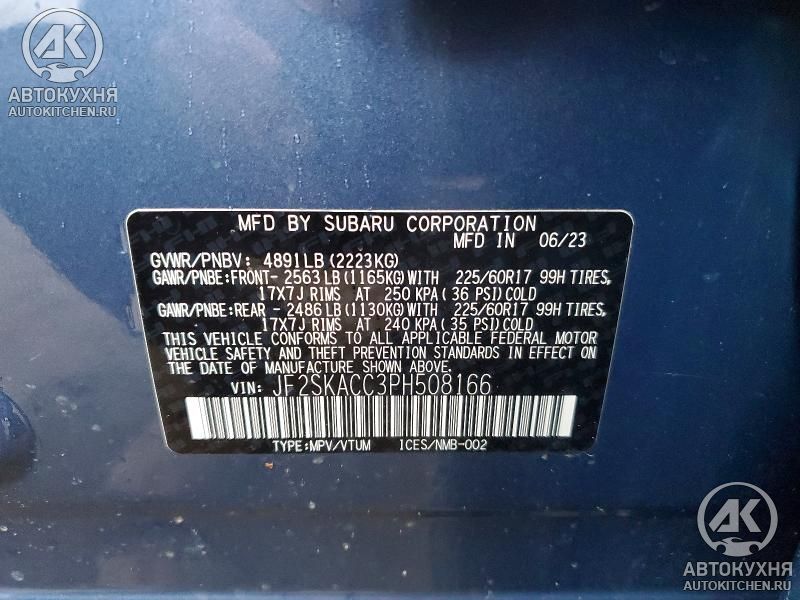 АК
АВТОКУХНЯ
AUTOKITCHEN.RU
MFD BY SUBARU CORPORATION
MFD IN 06/23
GVWR/PNBV: 4891LB (2223KG)
GAWR/PNBE:FRONT- 2563LB (1165KG) WITH 225/60R17 99H TIRES,
17X7J RIMS AT 250 KPA (36 PSI) COLD
GAWR/PNBE:REAR - 2486LB (1130KG) WITH 225/60R17 99H TIRES,
17X7J RIMS AT 240 KPA (35 PSI) COLD
THIS VEHICLE CONFORMS TO ALL APPLICABLE FEDERAL MOTOR
VEHICLE SAFETY AND THEFT PREVENTION STANDARDS IN EFFECT ON
THE DATE OF MANUFACTURE SHOWN ABOVE.
VIN: JF2SKACC3PH508166
TYPE:MPV/VTUM ICES/NMB-002
АК
АВТОКУХНЯ
AUTOKITCHEN.RU